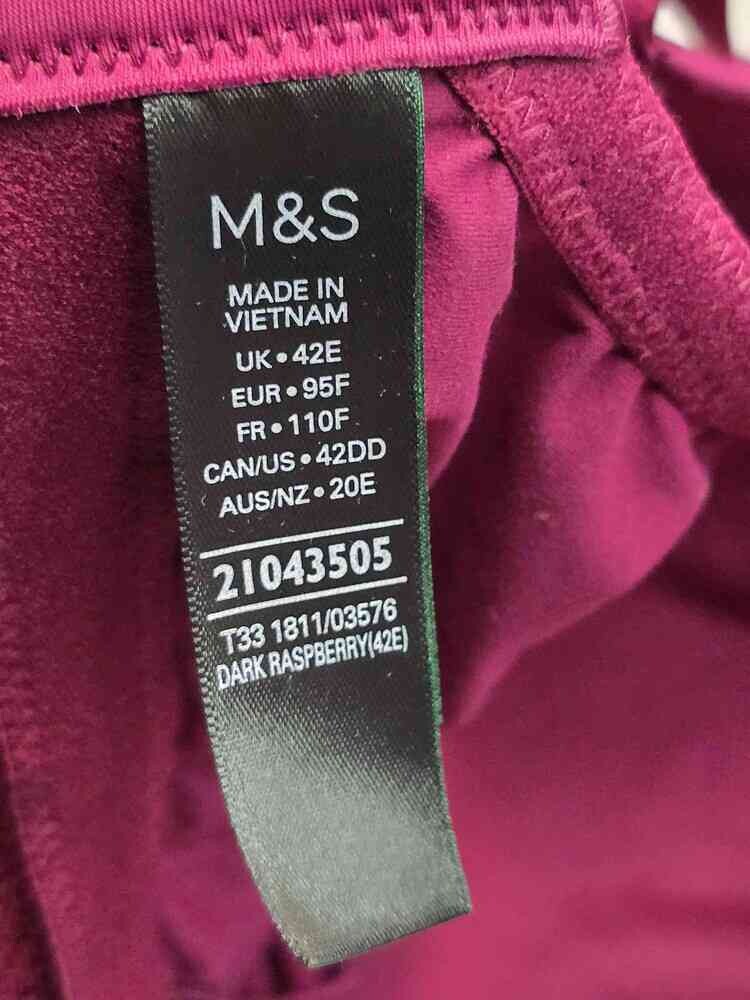 M&S
MADE IN
VIETNAM
UK • 42E
EUR • 95F
FR • 110F
CAN/US • 42DD
AUS/NZ • 20E
21043505
T33 1811/03576
DARK RASPBERRY(42E)